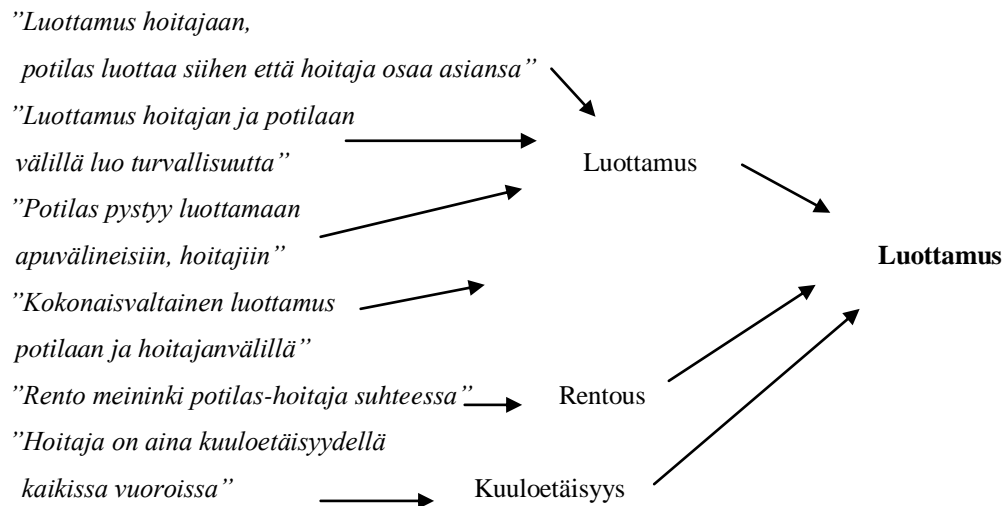 ”Luottamus hoitajaan,
potilas luottaa siihen että hoitaja osaa asiansa”
”Luottamus hoitajan ja potilaan
välillä luo turvallisuutta”
Luottamus
”Potilas pystyy luottamaan
apuvälineisiin, hoitajiin”
Luottamus
”Kokonaisvaltainen luottamus
potilaan ja hoitajanvälillä”
”Rento meininki potilas-hoitaja suhteessa”
Rentous
”Hoitaja on aina kuuloetäisyydellä
kaikissa vuoroissa”
Kuuloetäisyys